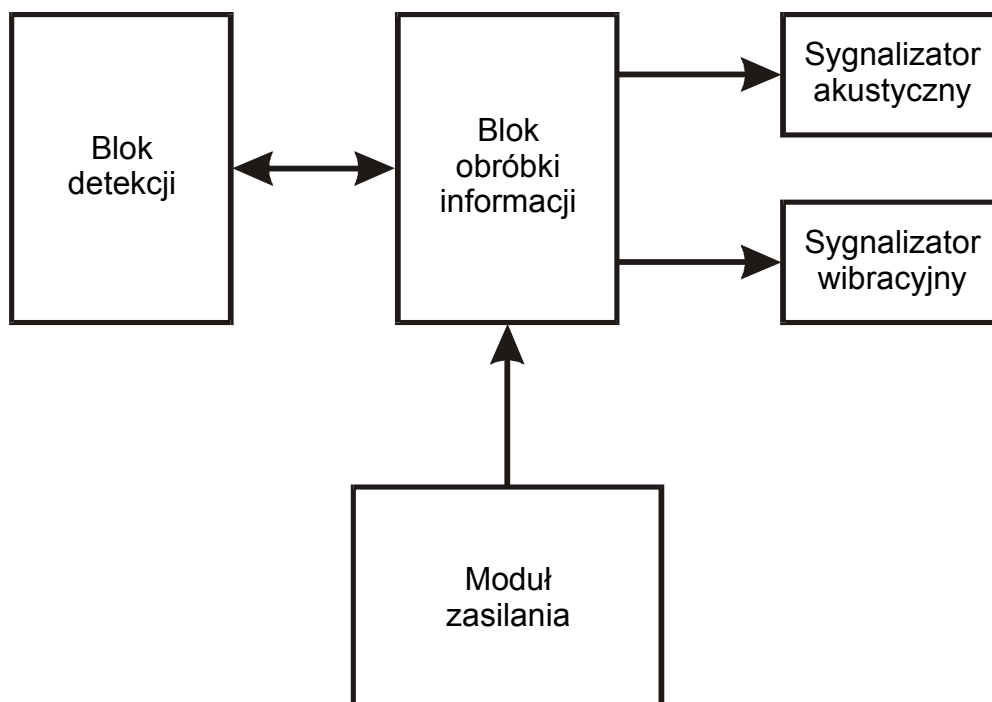 Blok
detekcji
Blok
obróbki
informacji
Sygnalizator
akustyczny
Sygnalizator
wibracyjny
Moduł
zasilania